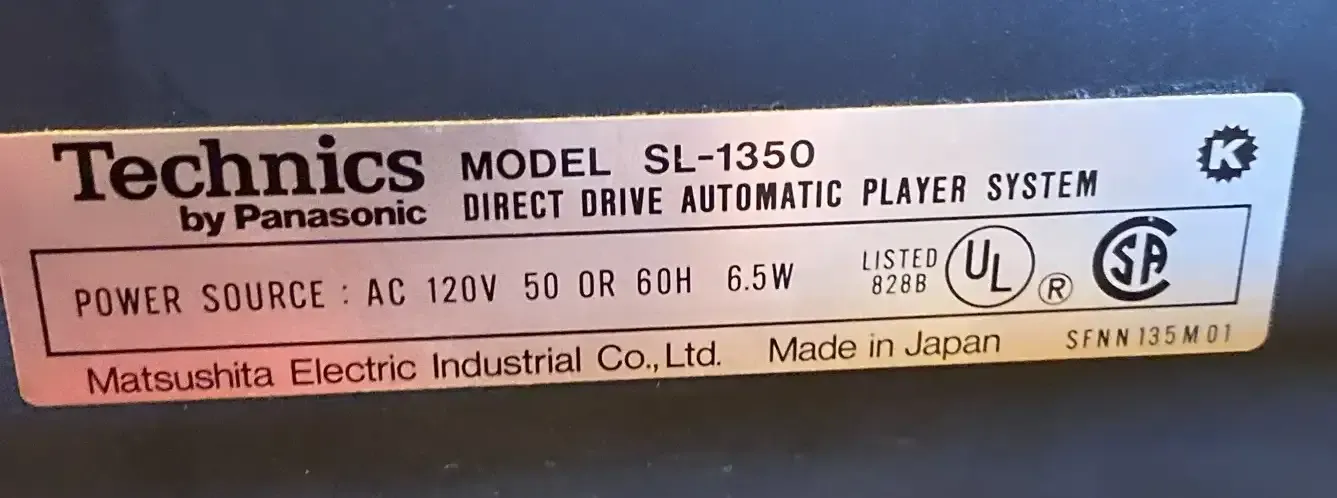 Technics MODEL SL-1350 K
by Panasonic DIRECT DRIVE AUTOMATIC PLAYER SYSTEM
POWER SOURCE : AC 120V 50 OR 60H 6.5W LISTED 828B UL ® SA
Matsushita Electric Industrial Co., Ltd. Made in Japan SFNN135M01